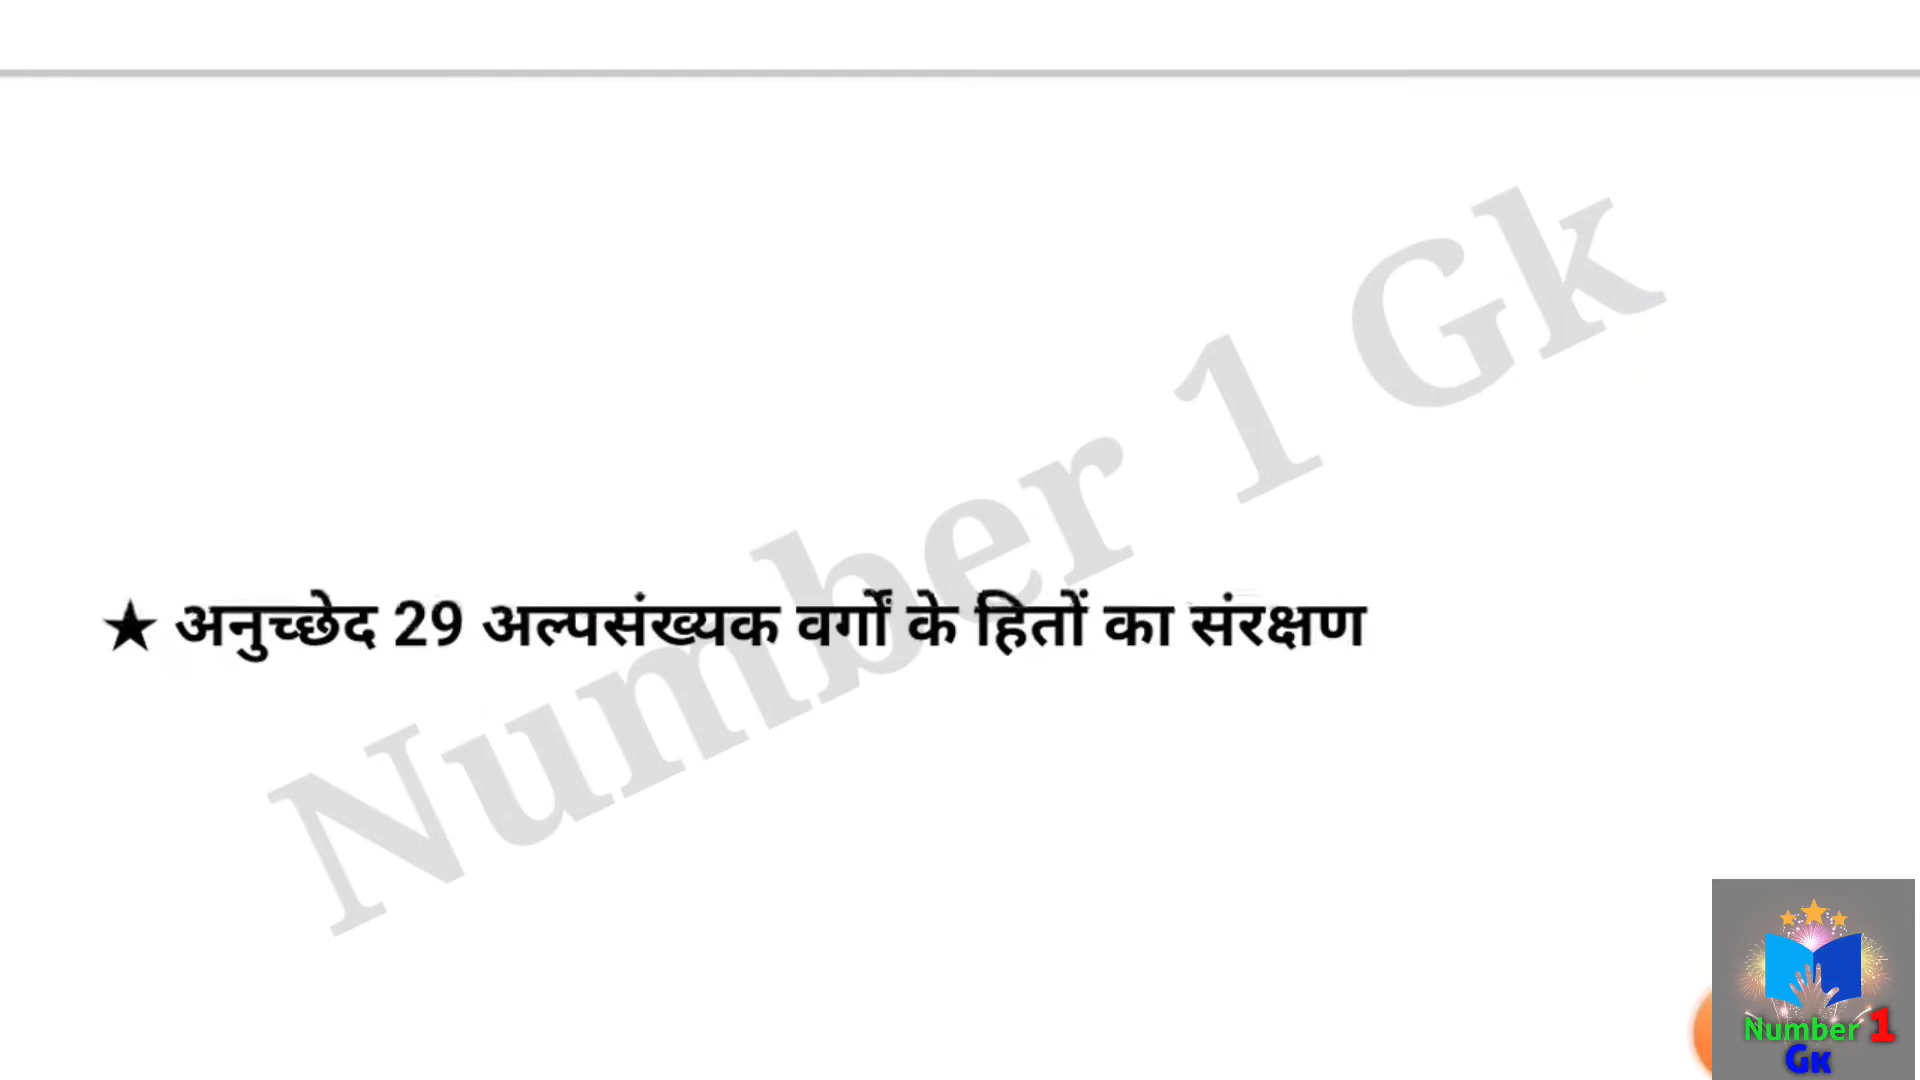 Number 1 Gk
★ अनुच्छेद 29 अल्पसंख्यक वर्गों के हितों का संरक्षण
Number 1
Gk